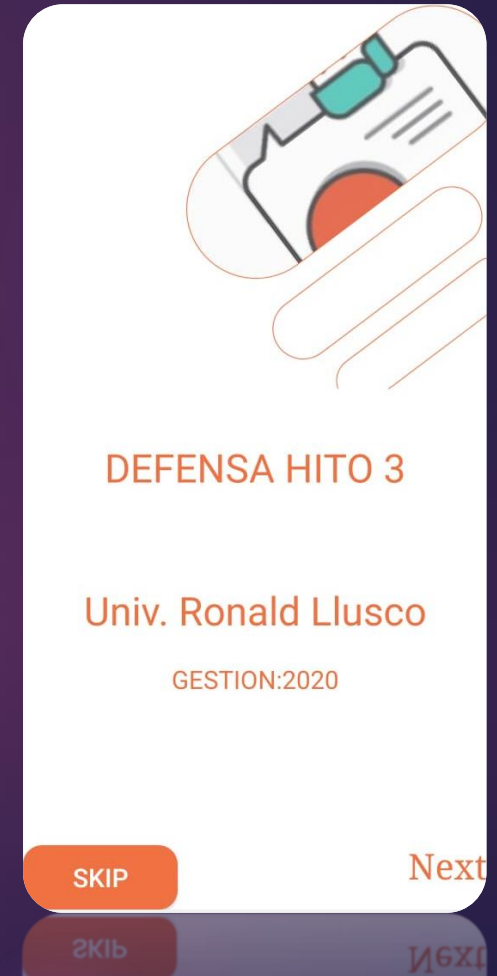 DEFENSA HITO 3
Univ. Ronald Llusco
GESTION:2020
SKIP
Next